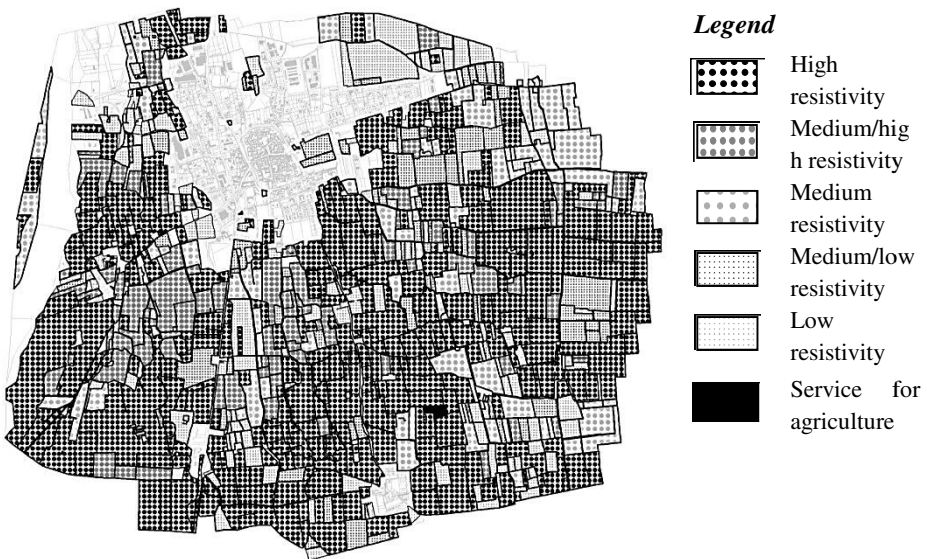 Legend
High
resistivity
Medium/hig
h resistivity
Medium
resistivity
Medium/low
resistivity
Low
resistivity
Service for
agriculture